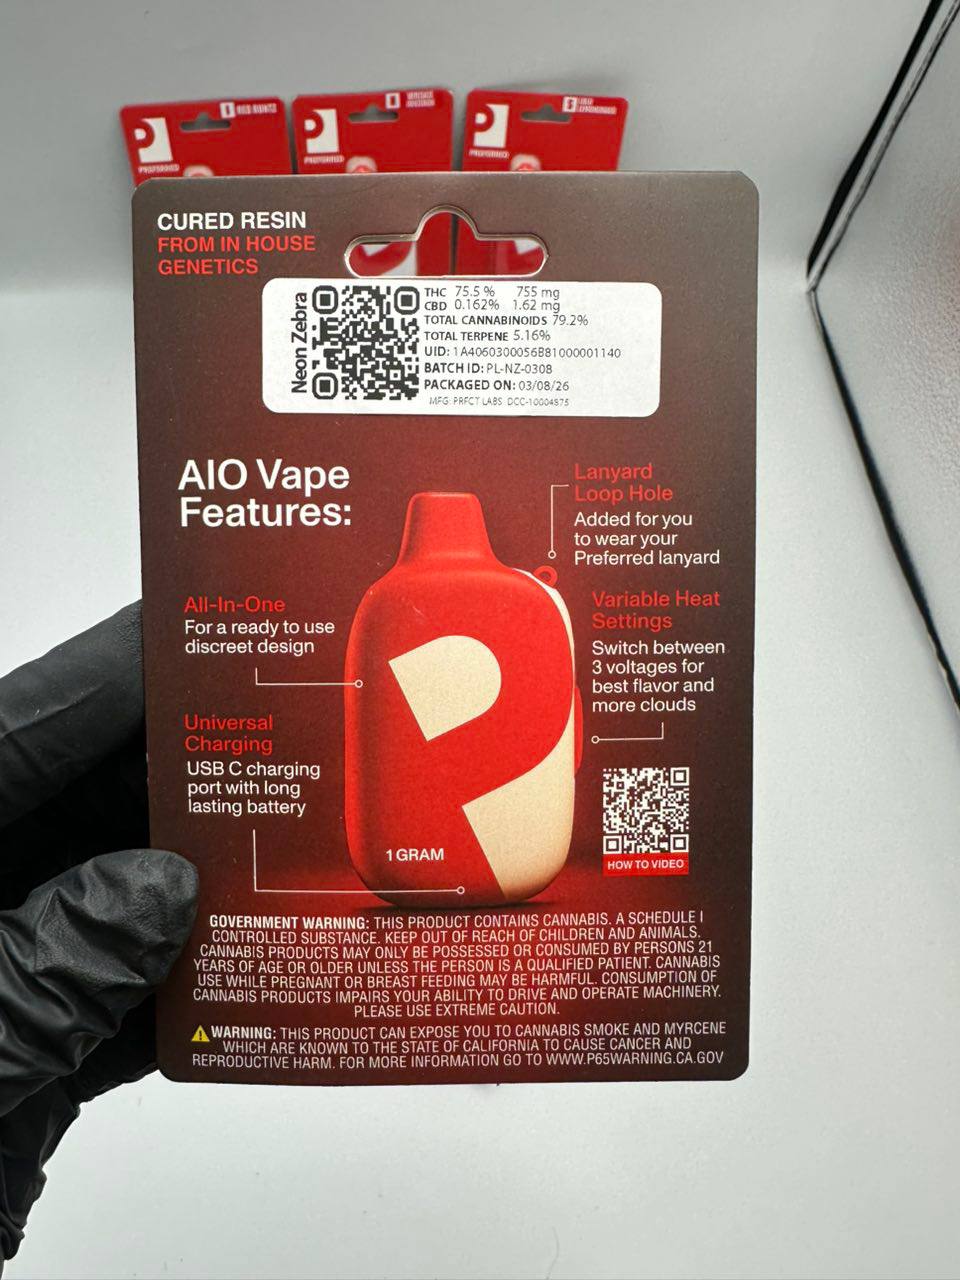 PREFERRED
PREFERRED
PREFERRED
CURED RESIN
FROM IN HOUSE
GENETICS
Neon Zebra
THC 75.5 % 755 mg
CBD 0.162% 1.62 mg
TOTAL CANNABINOIDS 79.2%
TOTAL TERPENE 5.16%
UID: 1A4060300056B81000001140
BATCH ID: PL-NZ-0308
PACKAGED ON: 03/08/26
MFG: PRFCT LABS DCC-10004875
AIO Vape
Features:
Lanyard
Loop Hole
Added for you
to wear your
Preferred lanyard
All-In-One
For a ready to use
discreet design
Variable Heat
Settings
Switch between
3 voltages for
best flavor and
more clouds
Universal
Charging
USB C charging
port with long
lasting battery
1 GRAM
HOW TO VIDEO
GOVERNMENT WARNING: THIS PRODUCT CONTAINS CANNABIS. A SCHEDULE I
CONTROLLED SUBSTANCE. KEEP OUT OF REACH OF CHILDREN AND ANIMALS.
CANNABIS PRODUCTS MAY ONLY BE POSSESSED OR CONSUMED BY PERSONS 21
YEARS OF AGE OR OLDER UNLESS THE PERSON IS A QUALIFIED PATIENT. CANNABIS
USE WHILE PREGNANT OR BREAST FEEDING MAY BE HARMFUL. CONSUMPTION OF
CANNABIS PRODUCTS IMPAIRS YOUR ABILITY TO DRIVE AND OPERATE MACHINERY.
PLEASE USE EXTREME CAUTION.
WARNING: THIS PRODUCT CAN EXPOSE YOU TO CANNABIS SMOKE AND MYRCENE
WHICH ARE KNOWN TO THE STATE OF CALIFORNIA TO CAUSE CANCER AND
REPRODUCTIVE HARM. FOR MORE INFORMATION GO TO WWW.P65WARNING.CA.GOV